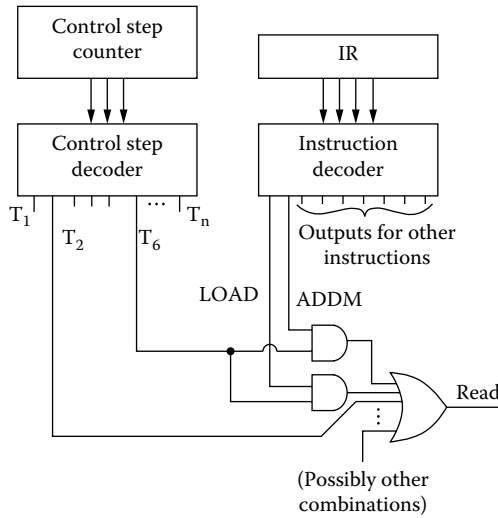 Control step
counter
IR
Control step
decoder
Instruction
decoder
T1
T2
T6
...
Tn
Outputs for other
instructions
LOAD
ADDM
Read
(Possibly other
combinations)